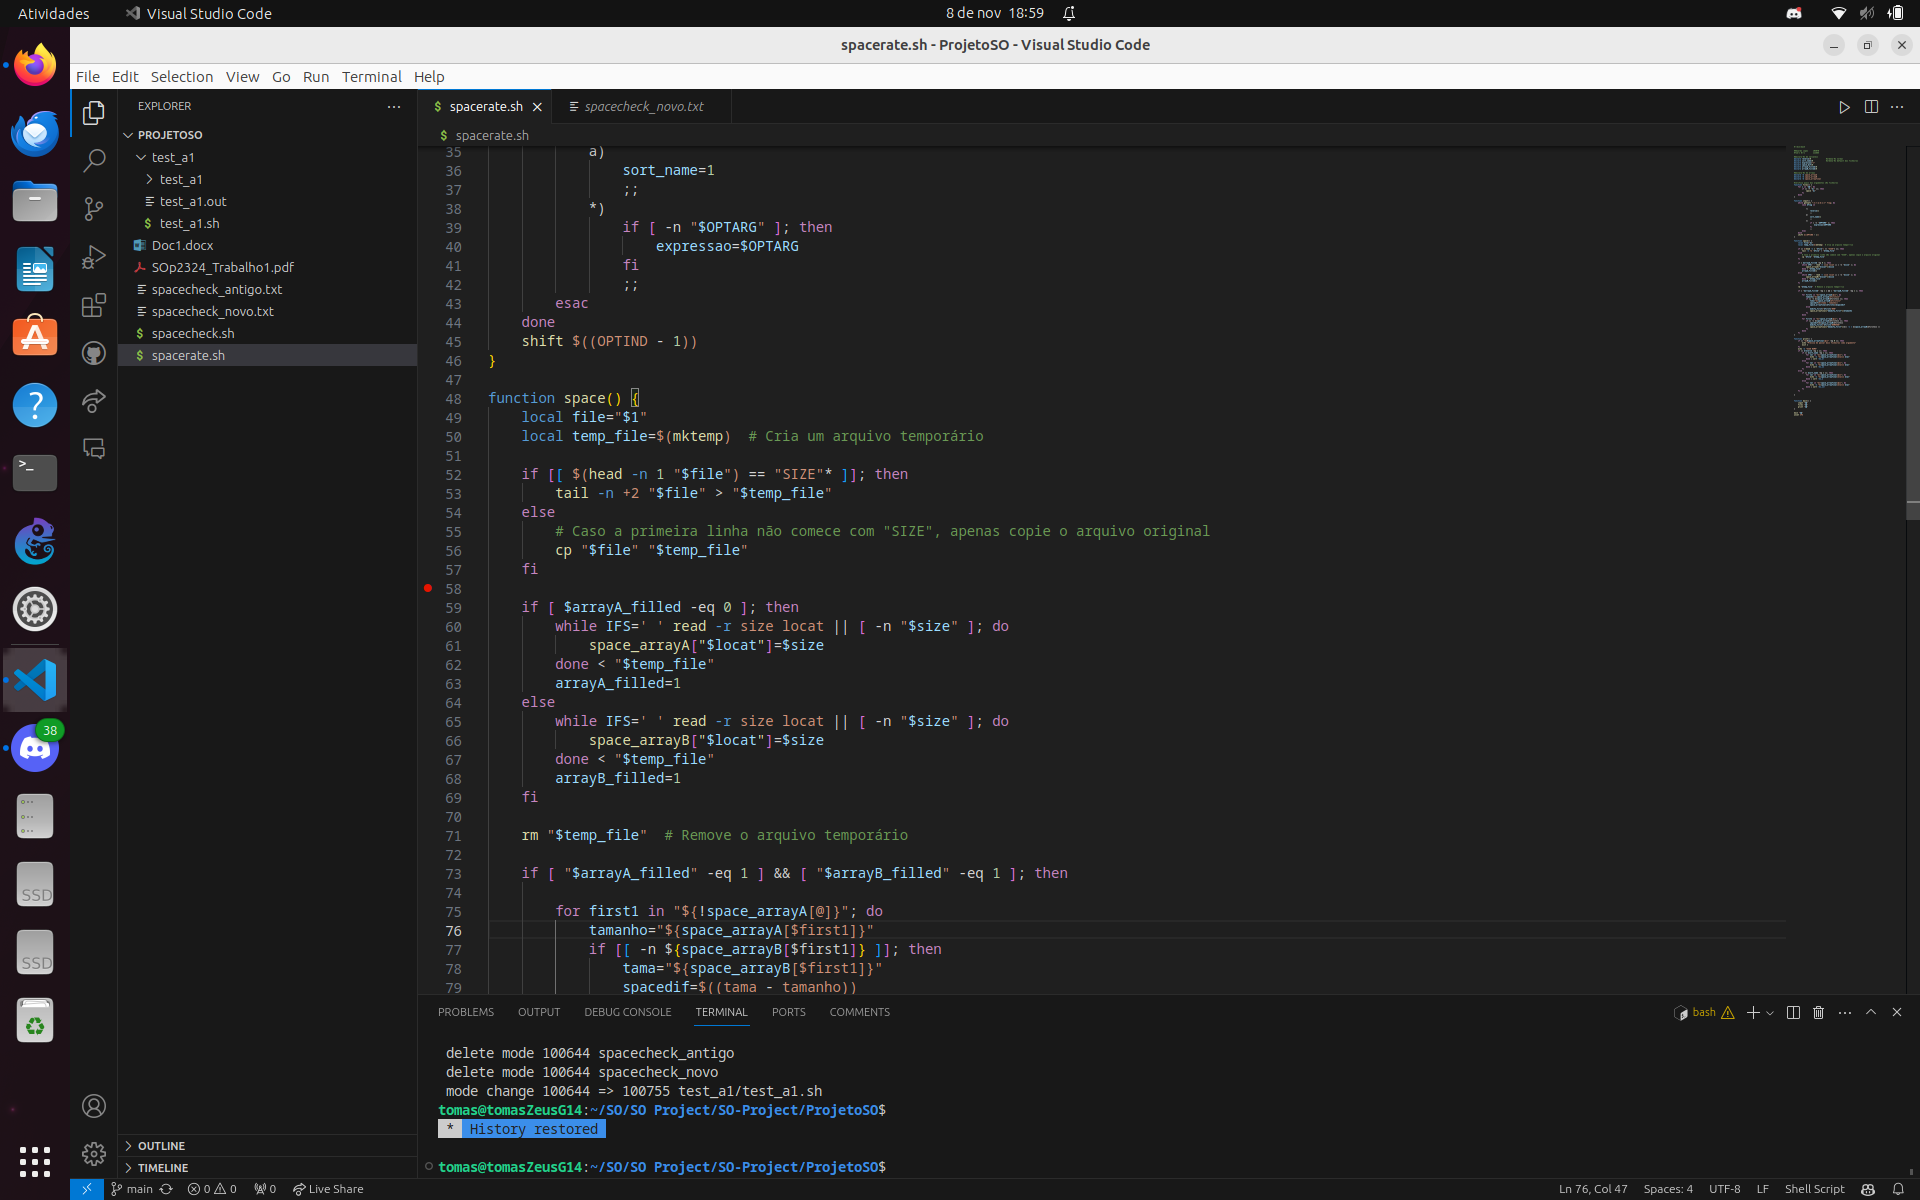 Atividades
Visual Studio Code
8 de nov 18:59
spacerate.sh - ProjetoSO - Visual Studio Code
File Edit Selection View Go Run Terminal Help
EXPLORER
PROJETOSO
test_a1
test_a1
test_a1.out
test_a1.sh
Doc1.docx
SOp2324_Trabalho1.pdf
spacecheck_antigo.txt
spacecheck_novo.txt
spacecheck.sh
spacerate.sh
OUTLINE
TIMELINE
38
SSD
SSD
spacerate.sh
spacecheck_novo.txt
$ spacerate.sh
35 a)
36 sort_name=1
37 ;;
38 *)
39 if [ -n "$OPTARG" ]; then
40 expressao=$OPTARG
41 fi
42 ;;
43 esac
44 done
45 shift $((OPTIND - 1))
46 }
47
48 function space() {
49 local file="$1"
50 local temp_file=$(mktemp)  # Cria um arquivo temporário
51
52 if [[ $(head -n 1 "$file") == "SIZE"* ]]; then
53 tail -n +2 "$file" > "$temp_file"
54 else
55 # Caso a primeira linha não comece com "SIZE", apenas copie o arquivo original
56 cp "$file" "$temp_file"
57 fi
58
59 if [ $arrayA_filled -eq 0 ]; then
60 while IFS=' ' read -r size locat || [ -n "$size" ]; do
61 space_arrayA["$locat"]=$size
62 done < "$temp_file"
63 arrayA_filled=1
64 else
65 while IFS=' ' read -r size locat || [ -n "$size" ]; do
66 space_arrayB["$locat"]=$size
67 done < "$temp_file"
68 arrayB_filled=1
69 fi
70
71 rm "$temp_file"  # Remove o arquivo temporário
72
73 if [ "$arrayA_filled" -eq 1 ] && [ "$arrayB_filled" -eq 1 ]; then
74
75 for first1 in "${!space_arrayA[@]}"; do
76 tamanho="${space_arrayA[$first1]}"
77 if [[ -n ${space_arrayB[$first1]} ]]; then
78 tama="${space_arrayB[$first1]}"
79 spacedif=$((tama - tamanho))
PROBLEMS OUTPUT DEBUG CONSOLE TERMINAL PORTS COMMENTS
bash
delete mode 100644 spacecheck_antigo
delete mode 100644 spacecheck_novo
mode change 100644 => 100755 test_a1/test_a1.sh
tomas@tomasZeusG14:~/SO/SO Project/SO-Project/ProjetoSO$
* History restored
tomas@tomasZeusG14:~/SO/SO Project/SO-Project/ProjetoSO$
main 0 0 0 Live Share
Ln 76, Col 47 Spaces: 4 UTF-8 LF Shell Script